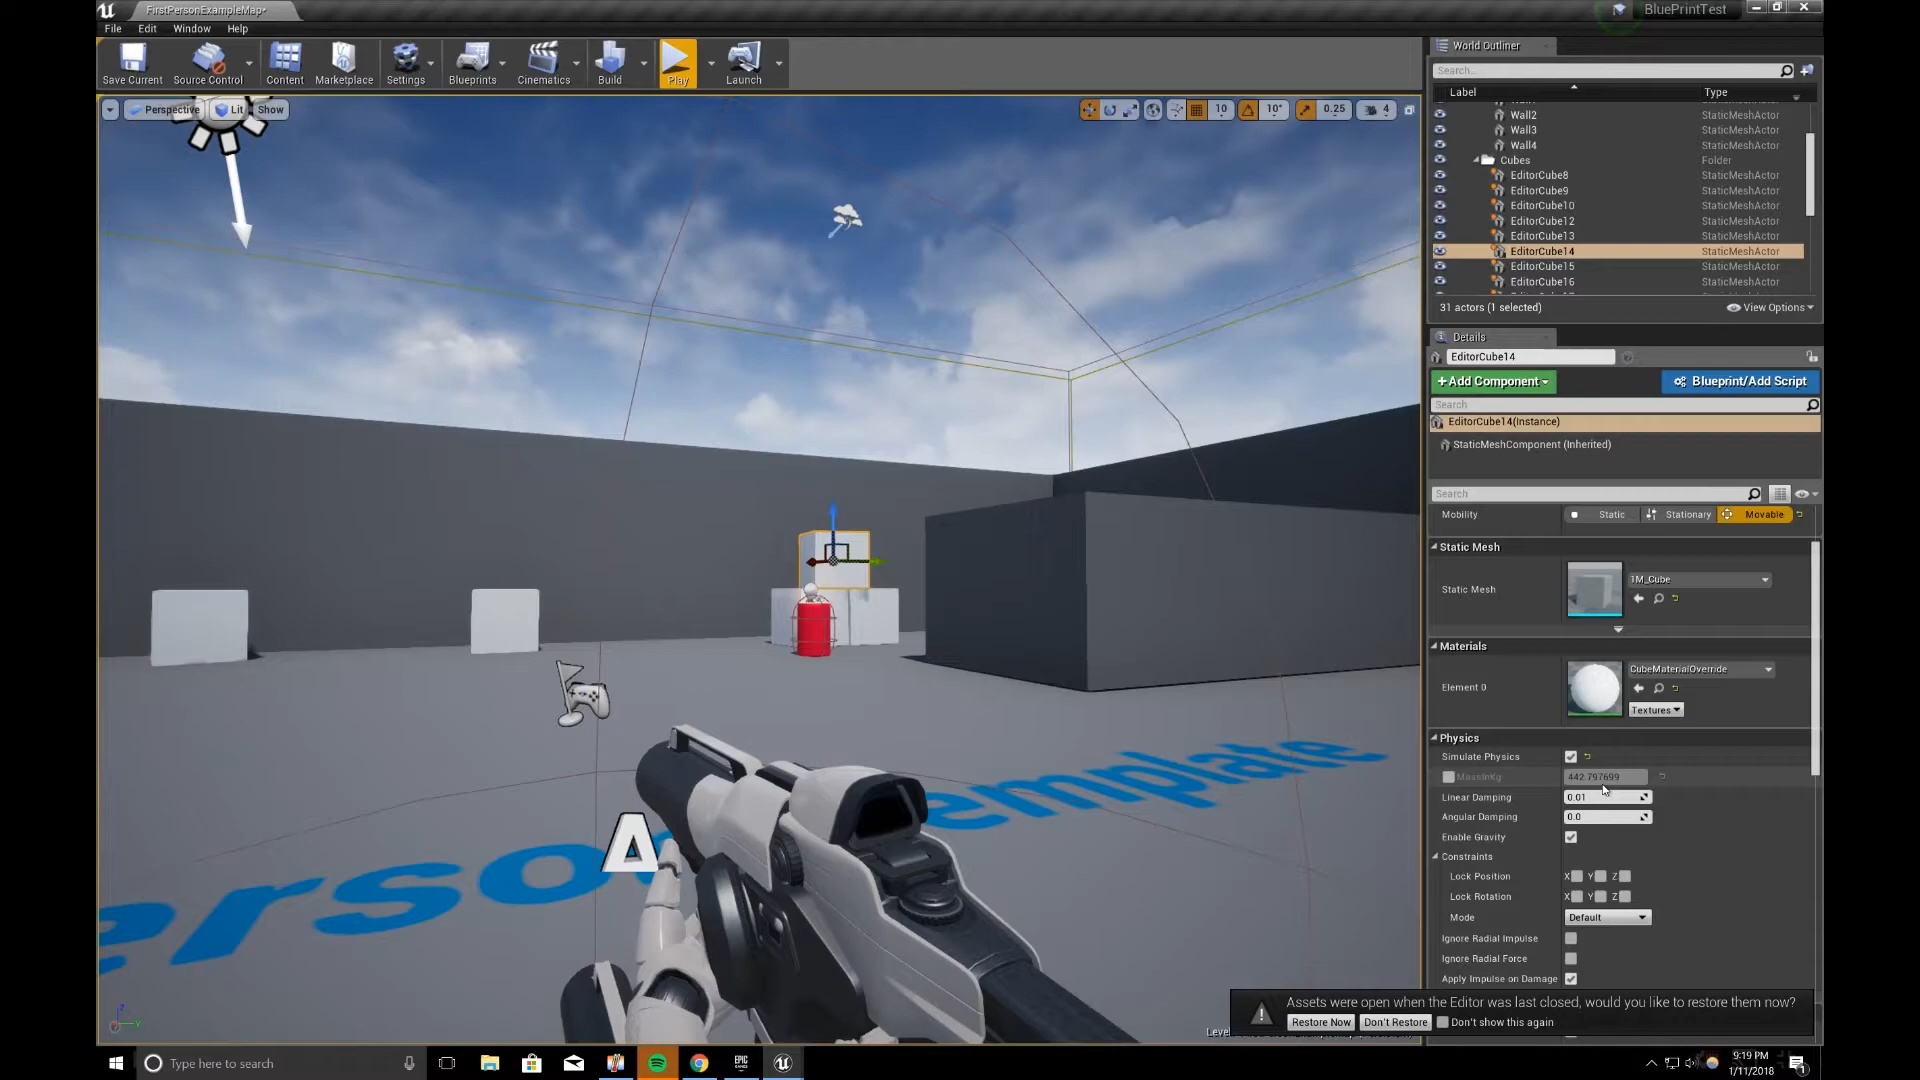 FirstPersonExampleMap*
BluePrintTest
File Edit Window Help
Save Current Source Control Content Marketplace Settings Blueprints Cinematics Build Play Launch
Perspective Lit Show
10 10° 0.25 4
World Outliner
Search...
Label Type
Wall2 StaticMeshActor
Wall3 StaticMeshActor
Wall4 StaticMeshActor
Cubes Folder
EditorCube8 StaticMeshActor
EditorCube9 StaticMeshActor
EditorCube10 StaticMeshActor
EditorCube12 StaticMeshActor
EditorCube13 StaticMeshActor
EditorCube14 StaticMeshActor
EditorCube15 StaticMeshActor
EditorCube16 StaticMeshActor
31 actors (1 selected) View Options
Details
EditorCube14
+Add Component Blueprint/Add Script
Search
EditorCube14(Instance)
StaticMeshComponent (Inherited)
Search
Mobility Static Stationary Movable
Static Mesh
Static Mesh 1M_Cube
Materials
Element 0 CubeMaterialOverride
Textures
Physics
Simulate Physics
MassInKg 442.797699
Linear Damping 0.01
Angular Damping 0.0
Enable Gravity
Constraints
Lock Position X Y Z
Lock Rotation X Y Z
Mode Default
Ignore Radial Impulse
Ignore Radial Force
Apply Impulse on Damage
erson emplate
Assets were open when the Editor was last closed, would you like to restore them now?
Restore Now Don't Restore Don't show this again
Type here to search
EPIC GAMES
9:19 PM
1/11/2018